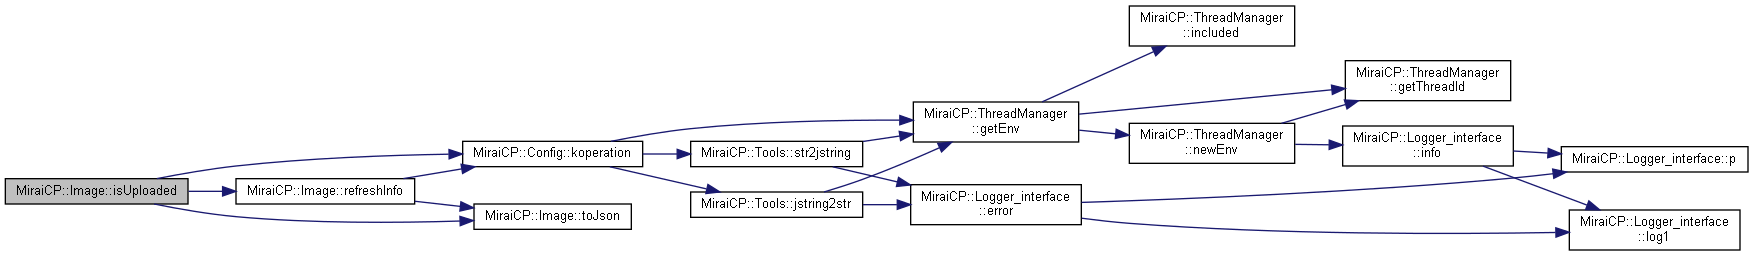 MiraiCP::Image::isUploaded
MiraiCP::Config::koperation
MiraiCP::Image::refreshInfo
MiraiCP::Image::toJson
MiraiCP::Tools::str2jstring
MiraiCP::Tools::jstring2str
MiraiCP::ThreadManager
::getEnv
MiraiCP::Logger_interface
::error
MiraiCP::ThreadManager
::included
MiraiCP::ThreadManager
::newEnv
MiraiCP::ThreadManager
::getThreadId
MiraiCP::Logger_interface
::info
MiraiCP::Logger_interface::p
MiraiCP::Logger_interface
::log1